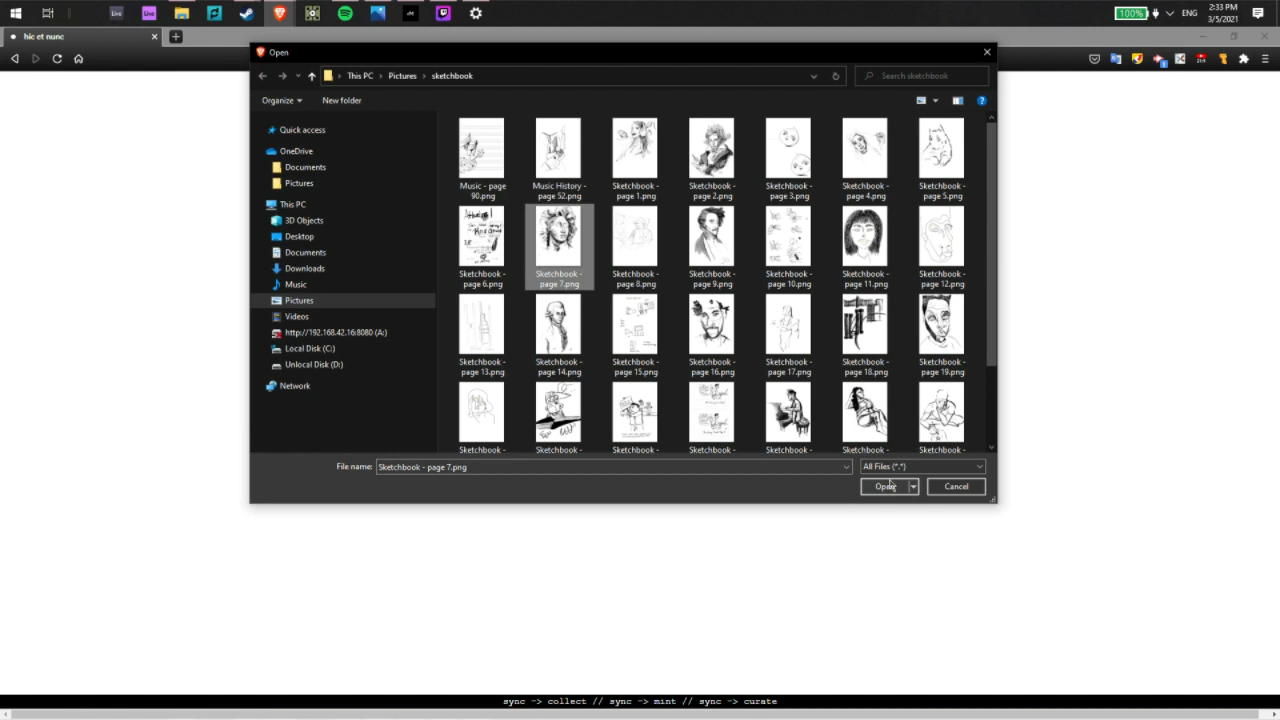 Live
Live
100%
ENG
2:33 PM
3/5/2021
hic et nunc
Open
This PC
Pictures
sketchbook
Search sketchbook
Organize
New folder
Quick access
OneDrive
Documents
Pictures
This PC
3D Objects
Desktop
Documents
Downloads
Music
Pictures
Videos
http://192.168.42.16:8080 (A:)
Local Disk (C:)
Unlocal Disk (D:)
Network
Music - page 90.png
Music History - page 52.png
Sketchbook - page 1.png
Sketchbook - page 2.png
Sketchbook - page 3.png
Sketchbook - page 4.png
Sketchbook - page 5.png
Sketchbook - page 6.png
Sketchbook - page 7.png
Sketchbook - page 8.png
Sketchbook - page 9.png
Sketchbook - page 10.png
Sketchbook - page 11.png
Sketchbook - page 12.png
Sketchbook - page 13.png
Sketchbook - page 14.png
Sketchbook - page 15.png
Sketchbook - page 16.png
Sketchbook - page 17.png
Sketchbook - page 18.png
Sketchbook - page 19.png
Sketchbook -
Sketchbook -
Sketchbook -
Sketchbook -
Sketchbook -
Sketchbook -
Sketchbook -
File name:
Sketchbook - page 7.png
All Files (*.*)
Open
Cancel
sync -> collect // sync -> mint // sync -> curate